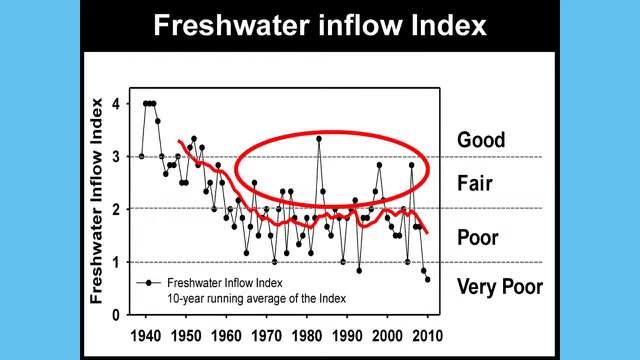 Freshwater inflow Index
Freshwater Inflow Index
4
3
2
1
0
Good
Fair
Poor
Very Poor
Freshwater Inflow Index
10-year running average of the Index
1940 1950 1960 1970 1980 1990 2000 2010